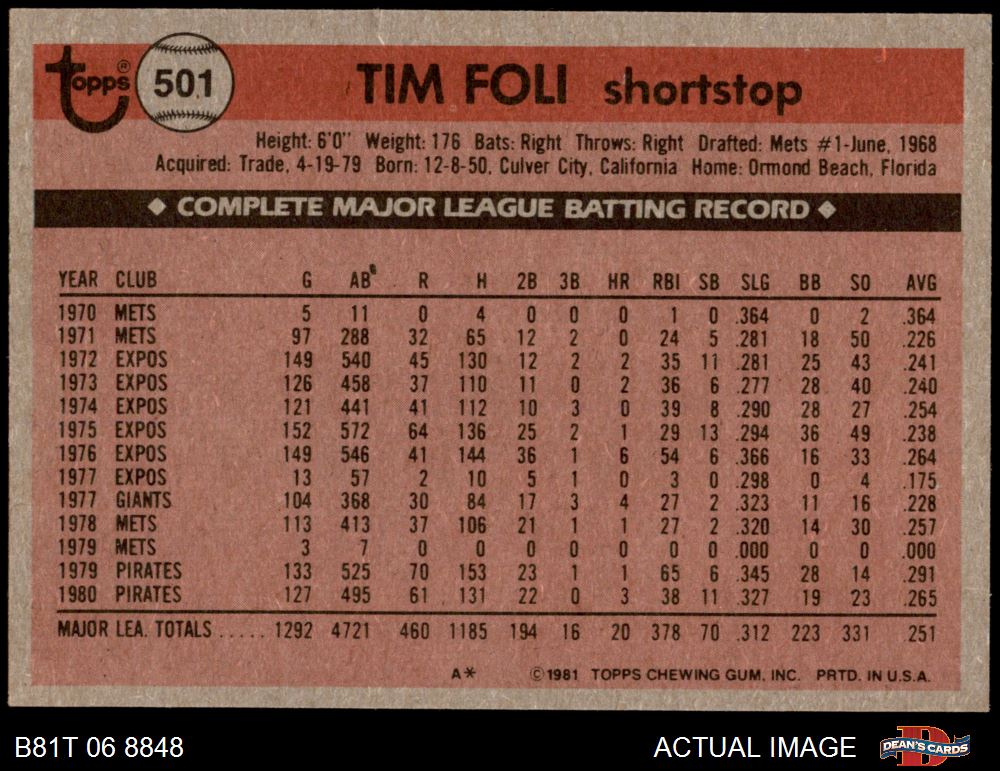 topps® 501 TIM FOLI shortstop
Height: 6'0" Weight: 176 Bats: Right Throws: Right Drafted: Mets #1-June, 1968
Acquired: Trade, 4-19-79 Born: 12-8-50, Culver City, California Home: Ormond Beach, Florida
◆ COMPLETE MAJOR LEAGUE BATTING RECORD ◆
YEAR CLUB G AB R H 2B 3B HR RBI SB SLG BB SO AVG
1970 METS 5 11 0 4 0 0 0 1 0 .364 0 2 .364
1971 METS 97 288 32 65 12 2 0 24 5 .281 18 50 .226
1972 EXPOS 149 540 45 130 12 2 2 35 11 .281 25 43 .241
1973 EXPOS 126 458 37 110 11 0 2 36 6 .277 28 40 .240
1974 EXPOS 121 441 41 112 10 3 0 39 8 .290 28 27 .254
1975 EXPOS 152 572 64 136 25 2 1 29 13 .294 36 49 .238
1976 EXPOS 149 546 41 144 36 1 6 54 6 .366 16 33 .264
1977 EXPOS 13 57 2 10 5 1 0 3 0 .298 0 4 .175
1977 GIANTS 104 368 30 84 17 3 4 27 2 .323 11 16 .228
1978 METS 113 413 37 106 21 1 1 27 2 .320 14 30 .257
1979 METS 3 7 0 0 0 0 0 0 0 .000 0 0 .000
1979 PIRATES 133 525 70 153 23 1 1 65 6 .345 28 14 .291
1980 PIRATES 127 495 61 131 22 0 3 38 11 .327 19 23 .265
MAJOR LEA. TOTALS ..... 1292 4721 460 1185 194 16 20 378 70 .312 223 331 .251
A* ©1981 TOPPS CHEWING GUM, INC. PRTD. IN U.S.A.
B81T 06 8848 ACTUAL IMAGE DEAN'S CARDS